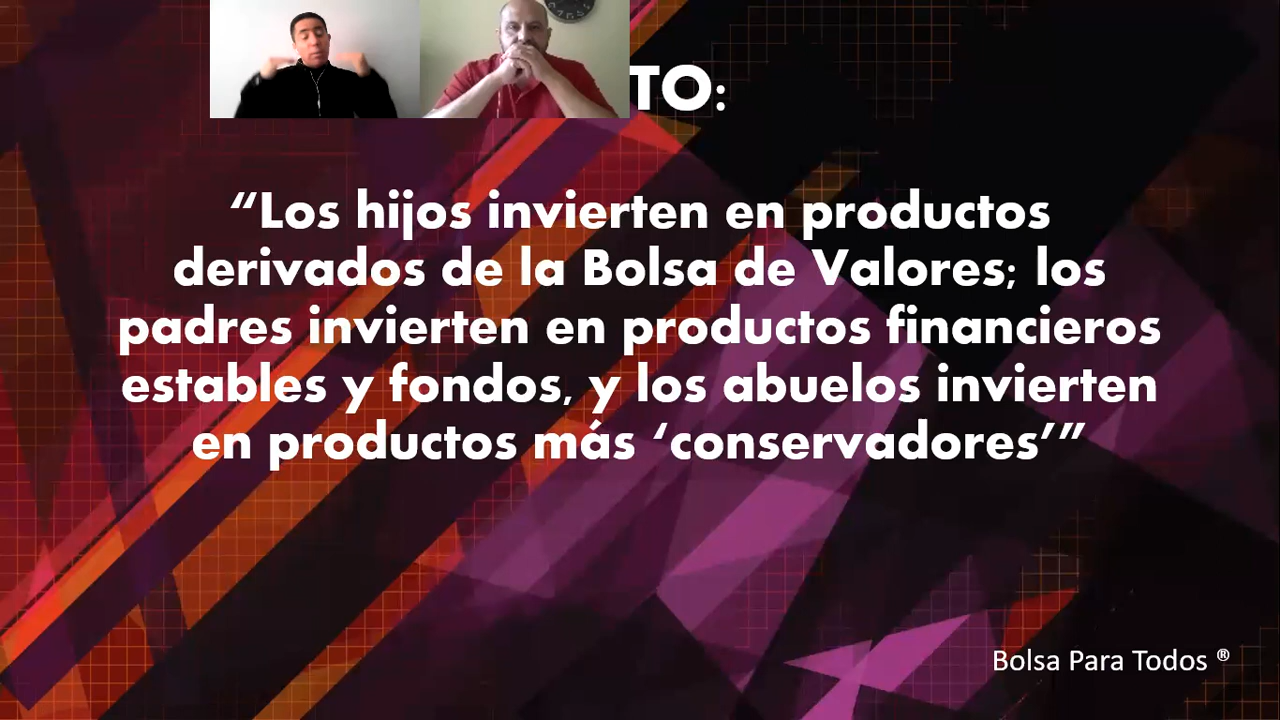 TO:
“Los hijos invierten en productos
derivados de la Bolsa de Valores; los
padres invierten en productos financieros
estables y fondos, y los abuelos invierten
en productos más ‘conservadores’”
Bolsa Para Todos ®